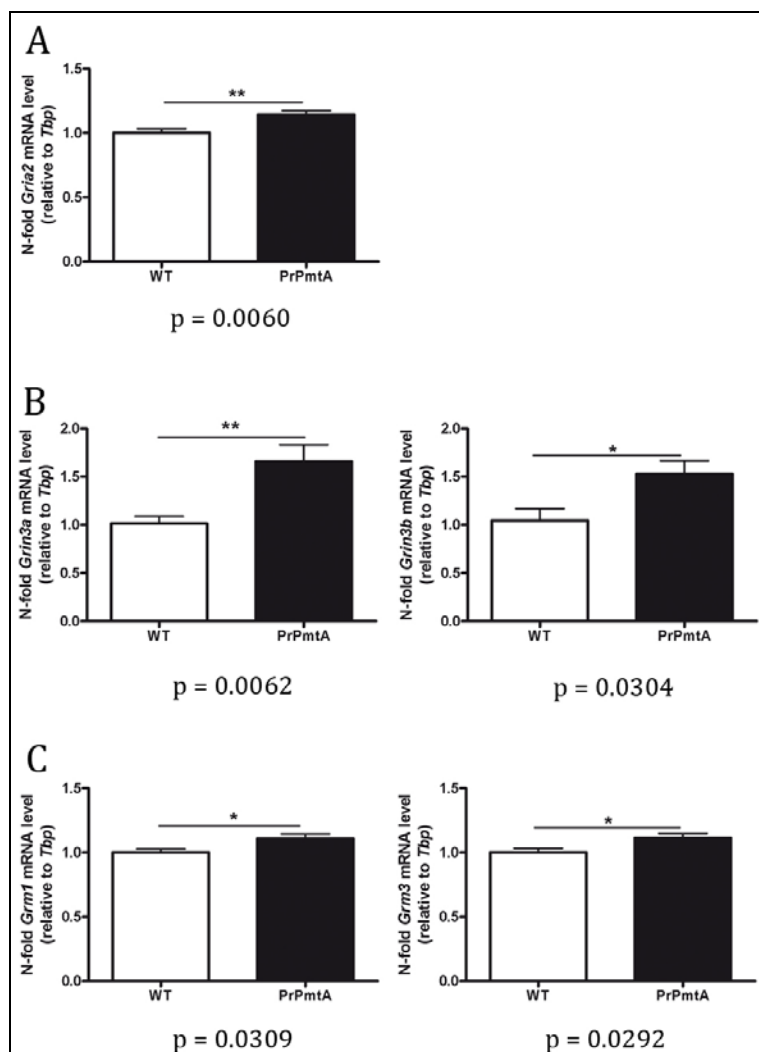 A
N-fold Gria2 mRNA level
(relative to Tbp)
1.5
1.0
0.5
0.0
**
WT
PrPmtA
p = 0.0060
B
N-fold Grin3a mRNA level
(relative to Tbp)
2.0
1.5
1.0
0.5
0.0
**
WT
PrPmtA
p = 0.0062
N-fold Grin3b mRNA level
(relative to Tbp)
2.0
1.5
1.0
0.5
0.0
*
WT
PrPmtA
p = 0.0304
C
N-fold Grm1 mRNA level
(relative to Tbp)
1.5
1.0
0.5
0.0
*
WT
PrPmtA
p = 0.0309
N-fold Grm3 mRNA level
(relative to Tbp)
1.5
1.0
0.5
0.0
*
WT
PrPmtA
p = 0.0292